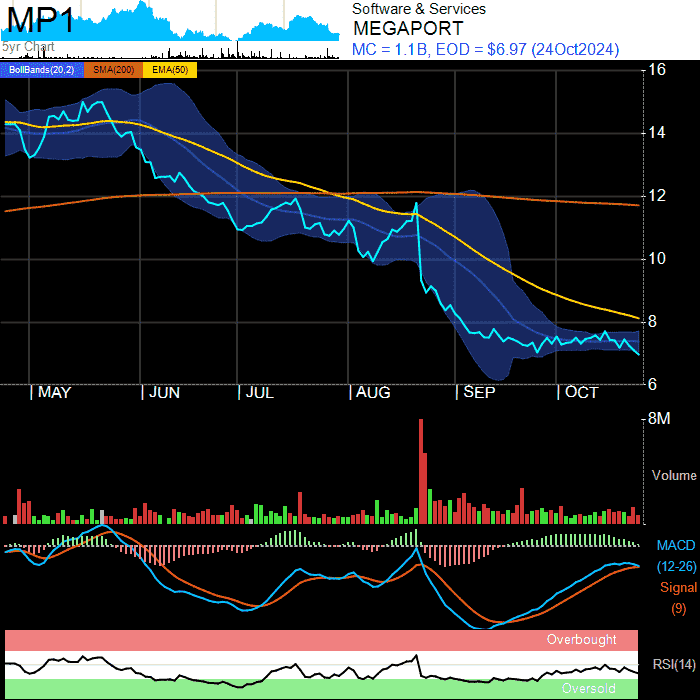 MP1
5yr Chart
Software & Services
MEGAPORT
MC = 1.1B, EOD = $6.97 (24Oct2024)
BollBands(20,2) SMA(200) EMA(50)
16
14
12
10
8
6
MAY JUN JUL AUG SEP OCT
8M
Volume
MACD
(12-26)
Signal
(9)
Overbought
RSI(14)
Oversold